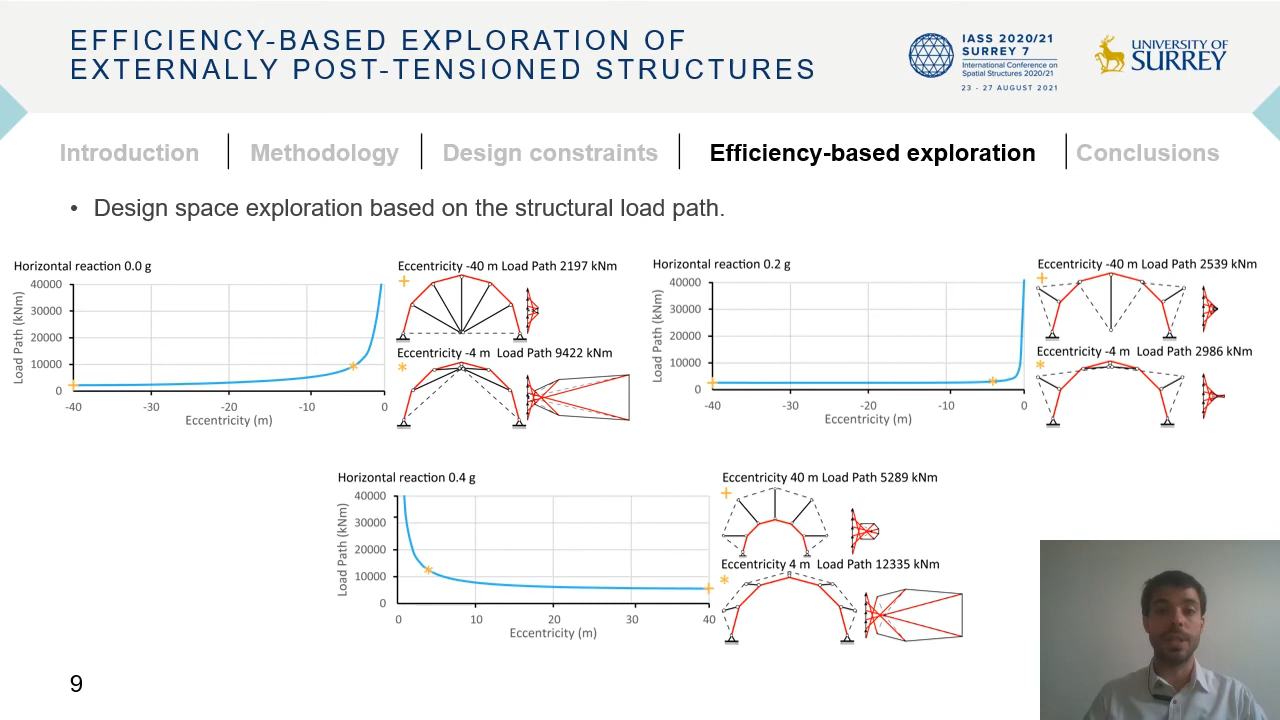 EFFICIENCY-BASED EXPLORATION OF
EXTERNALLY POST-TENSIONED STRUCTURES
IASS 2020/21
SURREY 7
International Conference on
Spatial Structures 2020/21
23 - 27 AUGUST 2021
UNIVERSITY OF
SURREY
Introduction
Methodology
Design constraints
Efficiency-based exploration
Conclusions
• Design space exploration based on the structural load path.
Horizontal reaction 0.0 g
Load Path (kNm)
40000
30000
20000
10000
0
-40 -30 -20 -10 0
Eccentricity (m)
Eccentricity -40 m Load Path 2197 kNm
Eccentricity -4 m Load Path 9422 kNm
Horizontal reaction 0.2 g
Load Path (kNm)
40000
30000
20000
10000
0
-40 -30 -20 -10 0
Eccentricity (m)
Eccentricity -40 m Load Path 2539 kNm
Eccentricity -4 m Load Path 2986 kNm
Horizontal reaction 0.4 g
Load Path (kNm)
40000
30000
20000
10000
0
0 10 20 30 40
Eccentricity (m)
Eccentricity 40 m Load Path 5289 kNm
Eccentricity 4 m Load Path 12335 kNm
9